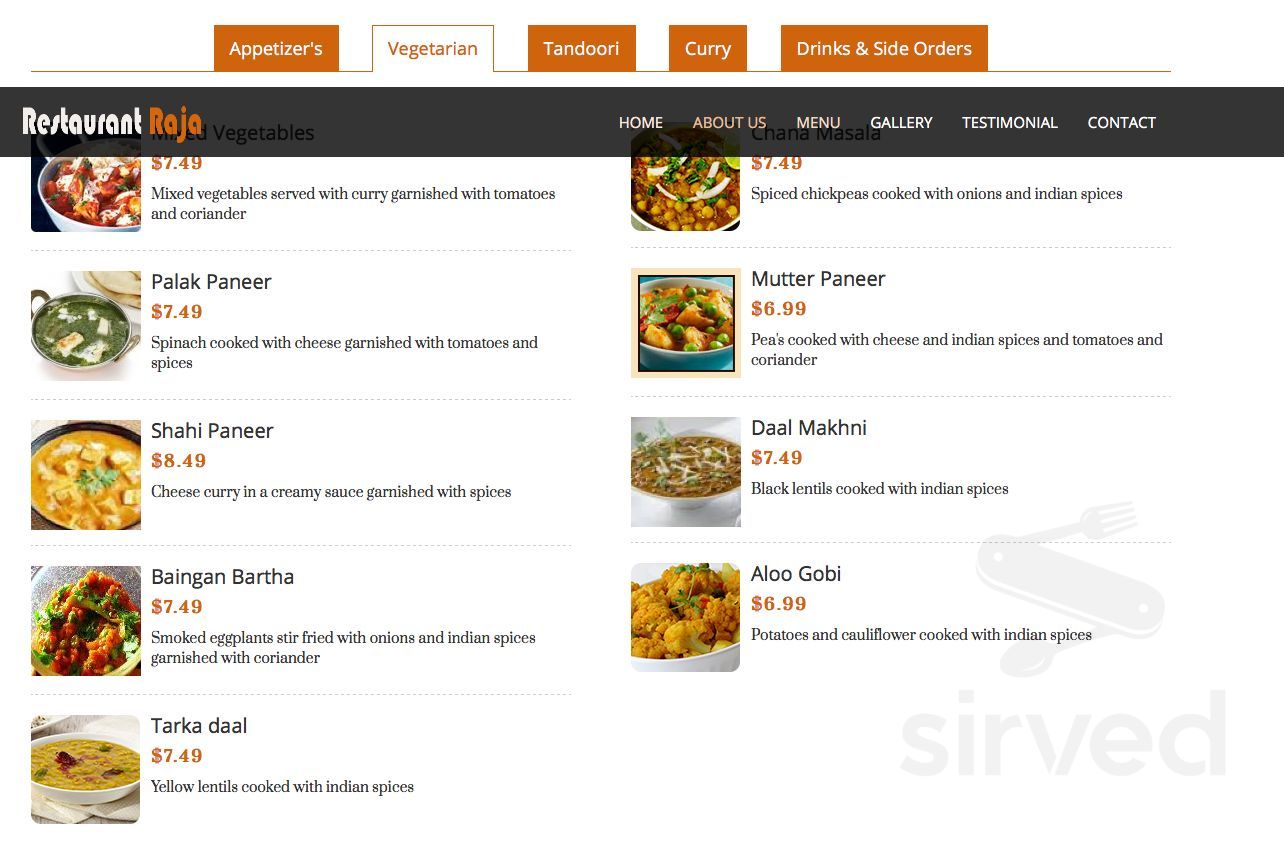 Appetizer's
Vegetarian
Tandoori
Curry
Drinks & Side Orders
Restaurant Raja
HOME
ABOUT US
MENU
GALLERY
TESTIMONIAL
CONTACT
Mixed Vegetables
$7.49
Mixed vegetables served with curry garnished with tomatoes
and coriander
Palak Paneer
$7.49
Spinach cooked with cheese garnished with tomatoes and
spices
Shahi Paneer
$8.49
Cheese curry in a creamy sauce garnished with spices
Baingan Bartha
$7.49
Smoked eggplants stir fried with onions and indian spices
garnished with coriander
Tarka daal
$7.49
Yellow lentils cooked with indian spices
Chana Masala
$7.49
Spiced chickpeas cooked with onions and indian spices
Mutter Paneer
$6.99
Pea's cooked with cheese and indian spices and tomatoes and
coriander
Daal Makhni
$7.49
Black lentils cooked with indian spices
Aloo Gobi
$6.99
Potatoes and cauliflower cooked with indian spices
sirved